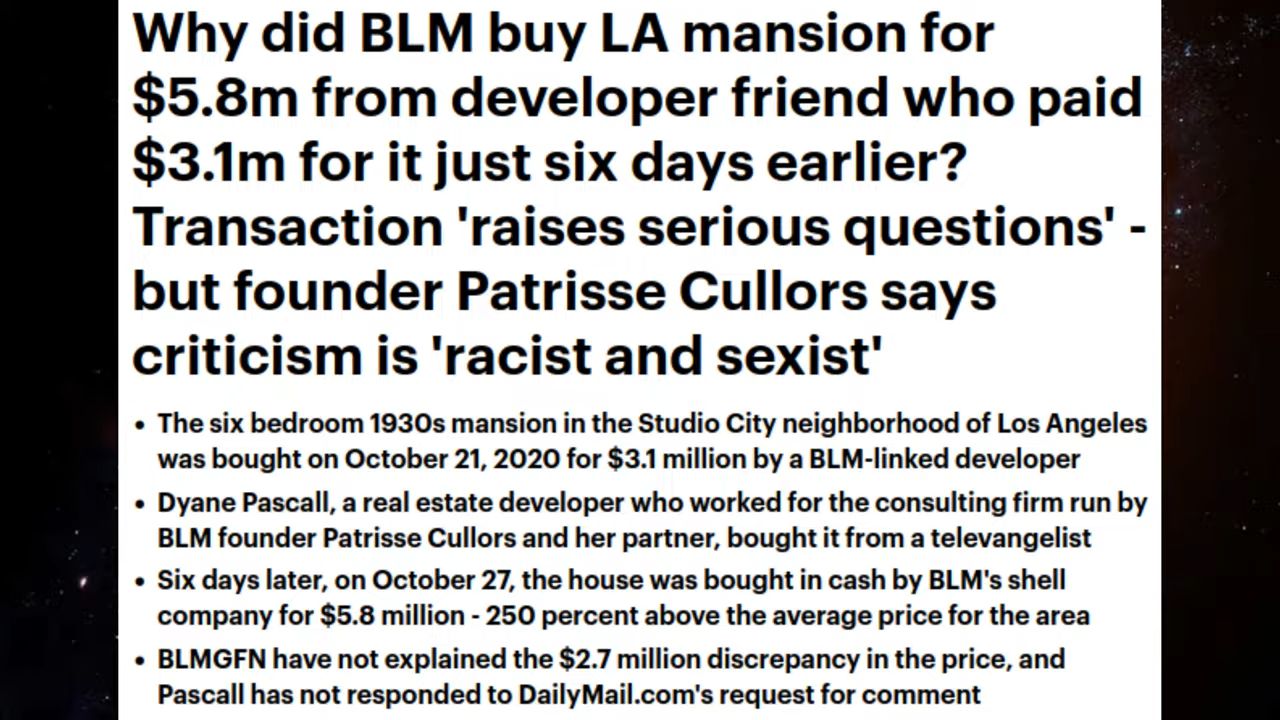 Why did BLM buy LA mansion for
$5.8m from developer friend who paid
$3.1m for it just six days earlier?
Transaction 'raises serious questions' -
but founder Patrisse Cullors says
criticism is 'racist and sexist'
• The six bedroom 1930s mansion in the Studio City neighborhood of Los Angeles
was bought on October 21, 2020 for $3.1 million by a BLM-linked developer
• Dyane Pascall, a real estate developer who worked for the consulting firm run by
BLM founder Patrisse Cullors and her partner, bought it from a televangelist
• Six days later, on October 27, the house was bought in cash by BLM's shell
company for $5.8 million - 250 percent above the average price for the area
• BLMGFN have not explained the $2.7 million discrepancy in the price, and
Pascall has not responded to DailyMail.com's request for comment